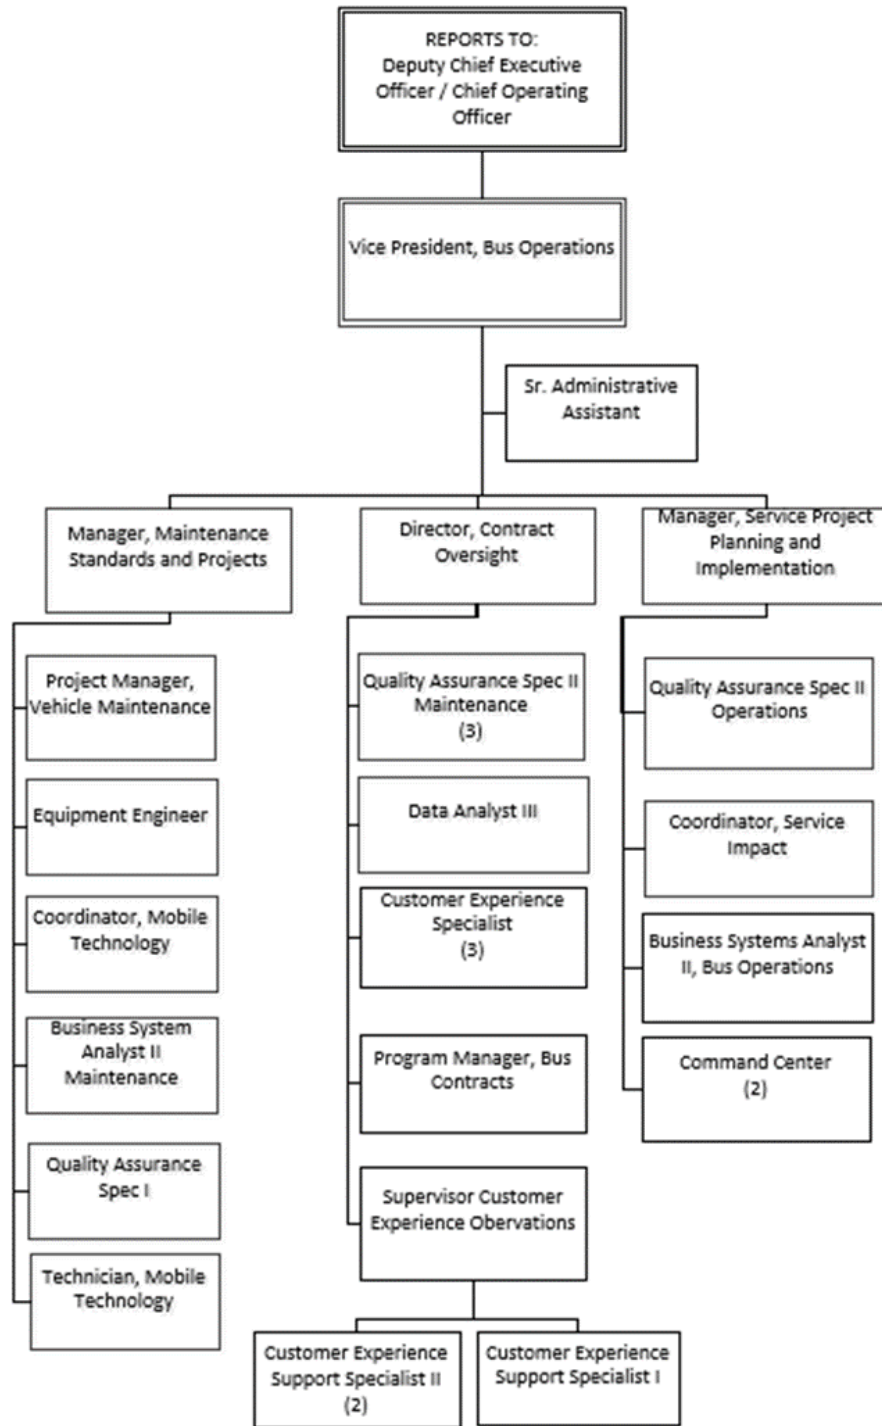 REPORTS TO:
Deputy Chief Executive
Officer / Chief Operating
Officer
Vice President, Bus Operations
Sr. Administrative
Assistant
Manager, Maintenance
Standards and Projects
Director, Contract
Oversight
Manager, Service Project
Planning and
Implementation
Project Manager,
Vehicle Maintenance
Equipment Engineer
Coordinator, Mobile
Technology
Business System
Analyst II
Maintenance
Quality Assurance
Spec I
Technician, Mobile
Technology
Quality Assurance Spec II
Maintenance
(3)
Data Analyst III
Customer Experience
Specialist
(3)
Program Manager, Bus
Contracts
Supervisor Customer
Experience Obervations
Customer Experience
Support Specialist II
(2)
Customer Experience
Support Specialist I
Quality Assurance Spec II
Operations
Coordinator, Service
Impact
Business Systems Analyst
II, Bus Operations
Command Center
(2)